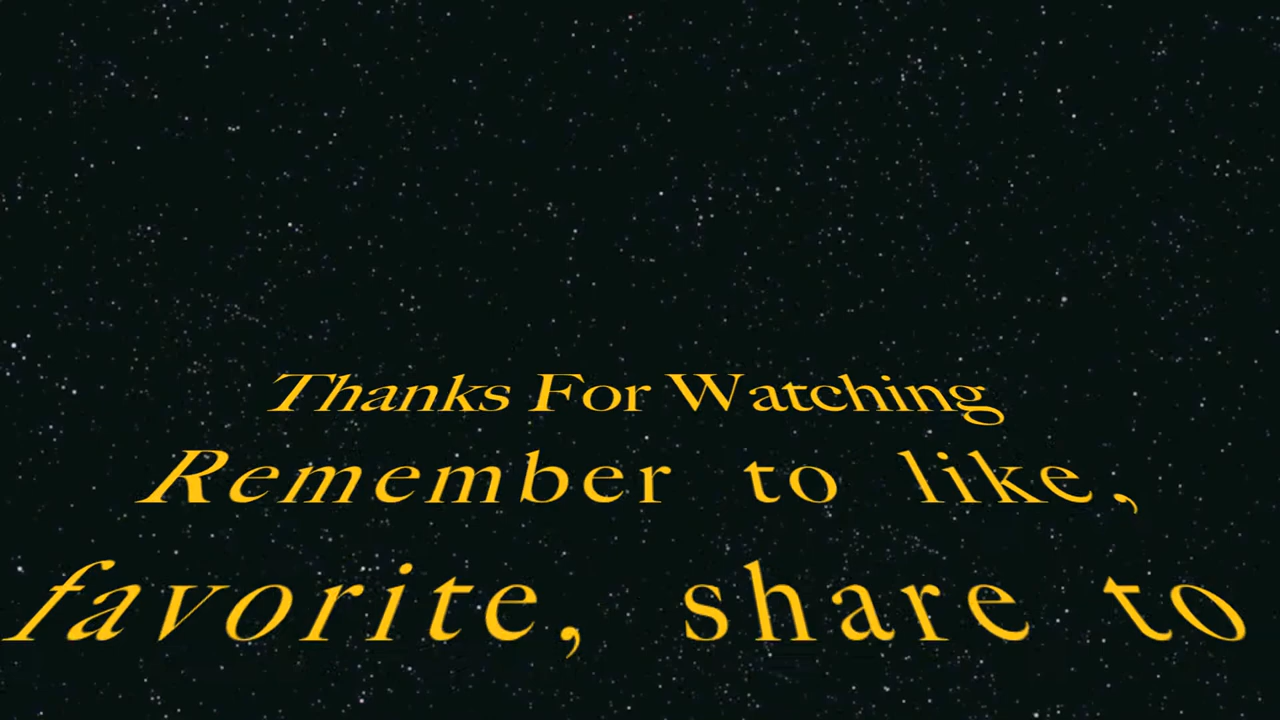 Thanks For Watching
Remember to like,
favorite, share to